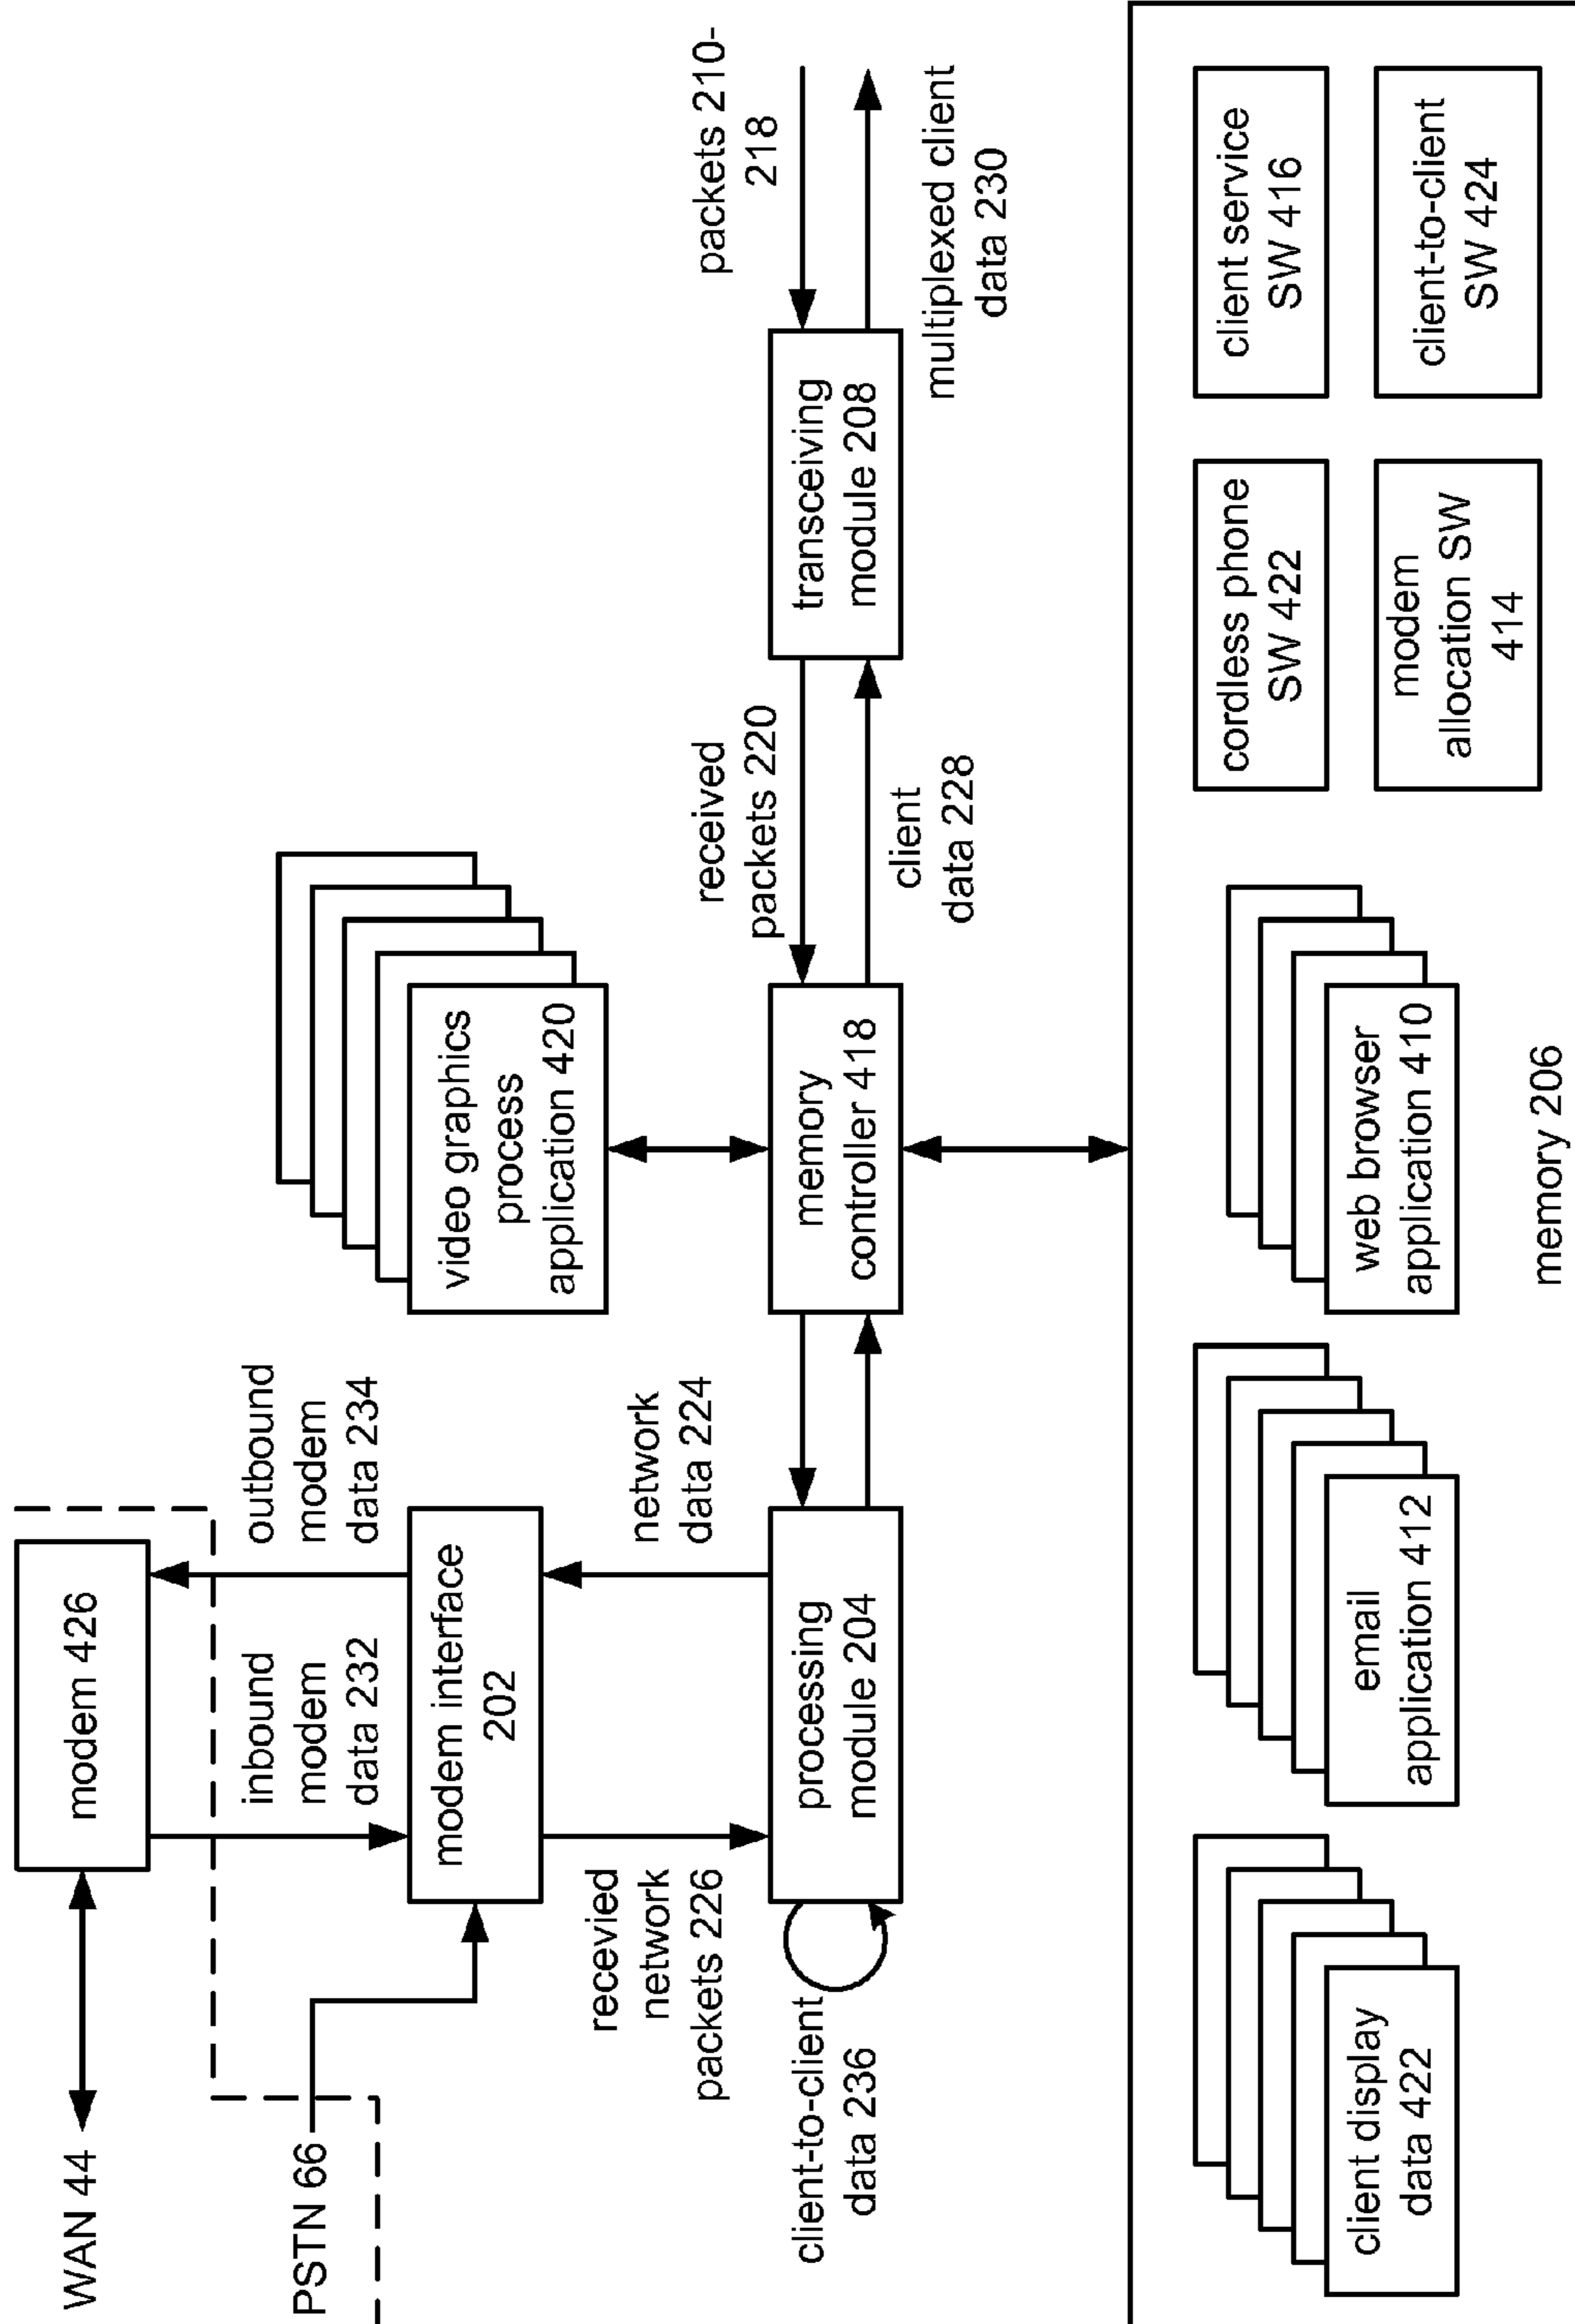 WAN 44
modem 426
PSTN 66
inbound
modem
data 232
outbound
modem
data 234
modem interface
202
video graphics
process
application 420
recevied
network
packets 226
network
data 224
received
packets 220
packets 210-
218
client-to-client
data 236
processing
module 204
memory
controller 418
transceiving
module 208
client
data 228
multiplexed client
data 230
client display
data 422
email
application 412
web browser
application 410
cordless phone
SW 422
client service
SW 416
modem
allocation SW
414
client-to-client
SW 424
memory 206